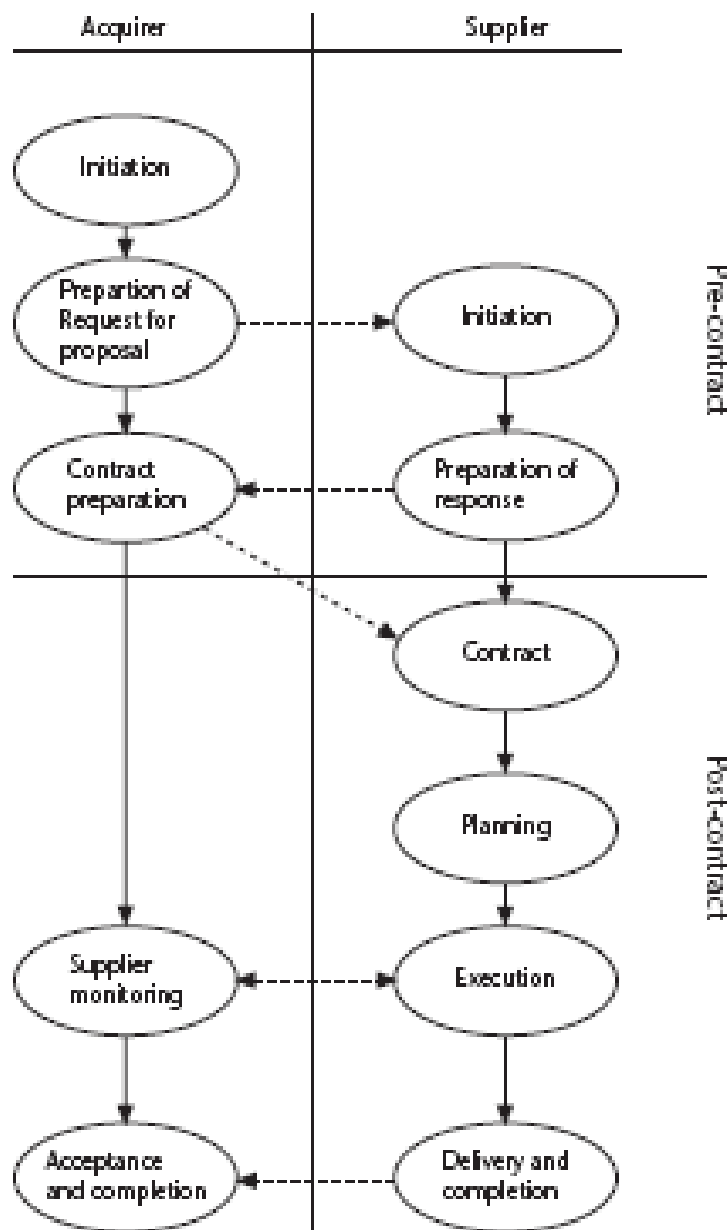 Acquirer
Supplier
Initiation
Prepartion of
Request for
proposal
Initiation
Pre-contract
Contract
preparation
Preparation of
response
Contract
Planning
Post-contract
Supplier
monitoring
Execution
Acceptance
and completion
Delivery and
completion